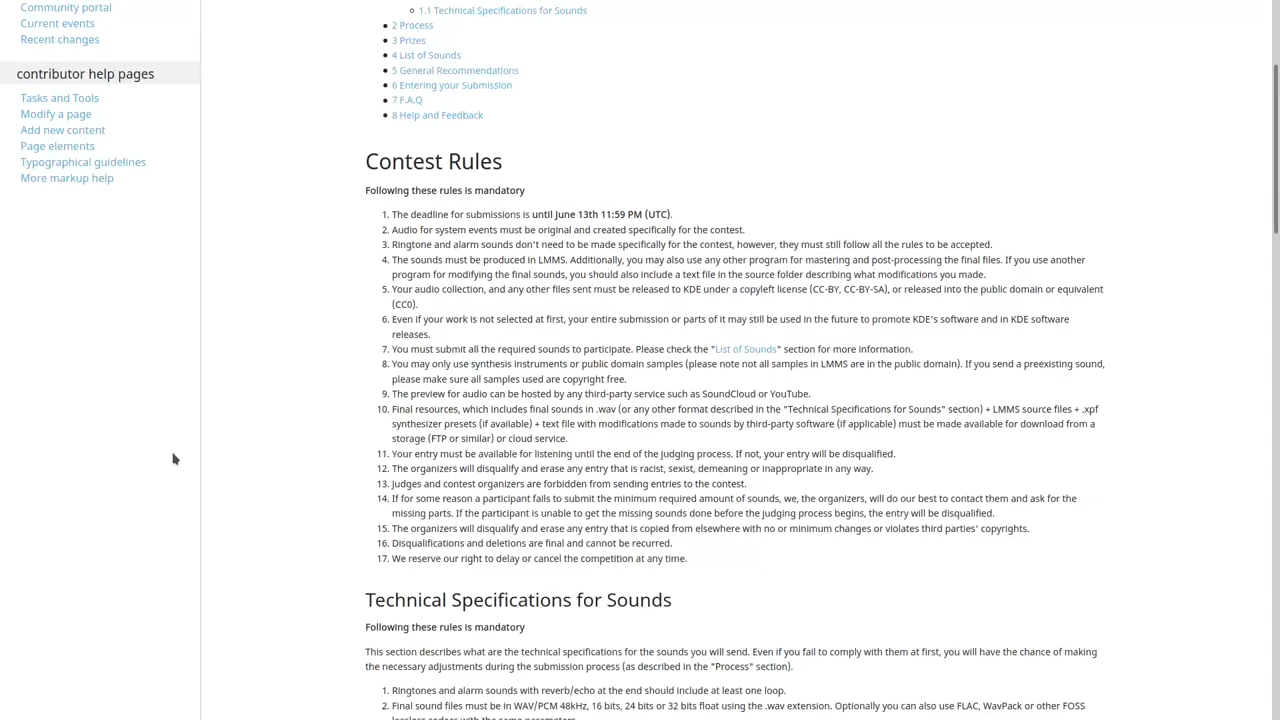 Community portal
Current events
Recent changes
contributor help pages
Tasks and Tools
Modify a page
Add new content
Page elements
Typographical guidelines
More markup help
1.1 Technical Specifications for Sounds
2 Process
3 Prizes
4 List of Sounds
5 General Recommendations
6 Entering your Submission
7 F.A.Q
8 Help and Feedback
Contest Rules
Following these rules is mandatory
1. The deadline for submissions is until June 13th 11:59 PM (UTC).
2. Audio for system events must be original and created specifically for the contest.
3. Ringtone and alarm sounds don't need to be made specifically for the contest, however, they must still follow all the rules to be accepted.
4. The sounds must be produced in LMMS. Additionally, you may also use any other program for mastering and post-processing the final files. If you use another
program for modifying the final sounds, you should also include a text file in the source folder describing what modifications you made.
5. Your audio collection, and any other files sent must be released to KDE under a copyleft license (CC-BY, CC-BY-SA), or released into the public domain or equivalent
(CC0).
6. Even if your work is not selected at first, your entire submission or parts of it may still be used in the future to promote KDE's software and in KDE software
releases.
7. You must submit all the required sounds to participate. Please check the "List of Sounds" section for more information.
8. You may only use synthesis instruments or public domain samples (please note not all samples in LMMS are in the public domain). If you send a preexisting sound,
please make sure all samples used are copyright free.
9. The preview for audio can be hosted by any third-party service such as SoundCloud or YouTube.
10. Final resources, which includes final sounds in .wav (or any other format described in the "Technical Specifications for Sounds" section) + LMMS source files + .xpf
synthesizer presets (if available) + text file with modifications made to sounds by third-party software (if applicable) must be made available for download from a
storage (FTP or similar) or cloud service.
11. Your entry must be available for listening until the end of the judging process. If not, your entry will be disqualified.
12. The organizers will disqualify and erase any entry that is racist, sexist, demeaning or inappropriate in any way.
13. Judges and contest organizers are forbidden from sending entries to the contest.
14. If for some reason a participant fails to submit the minimum required amount of sounds, we, the organizers, will do our best to contact them and ask for the
missing parts. If the participant is unable to get the missing sounds done before the judging process begins, the entry will be disqualified.
15. The organizers will disqualify and erase any entry that is copied from elsewhere with no or minimum changes or violates third parties' copyrights.
16. Disqualifications and deletions are final and cannot be recurred.
17. We reserve our right to delay or cancel the competition at any time.
Technical Specifications for Sounds
Following these rules is mandatory
This section describes what are the technical specifications for the sounds you will send. Even if you fail to comply with them at first, you will have the chance of making
the necessary adjustments during the submission process (as described in the "Process" section).
1. Ringtones and alarm sounds with reverb/echo at the end should include at least one loop.
2. Final sound files must be in WAV/PCM 48kHz, 16 bits, 24 bits or 32 bits float using the .wav extension. Optionally you can also use FLAC, WavPack or other FOSS
lossless codecs with the same parameters.